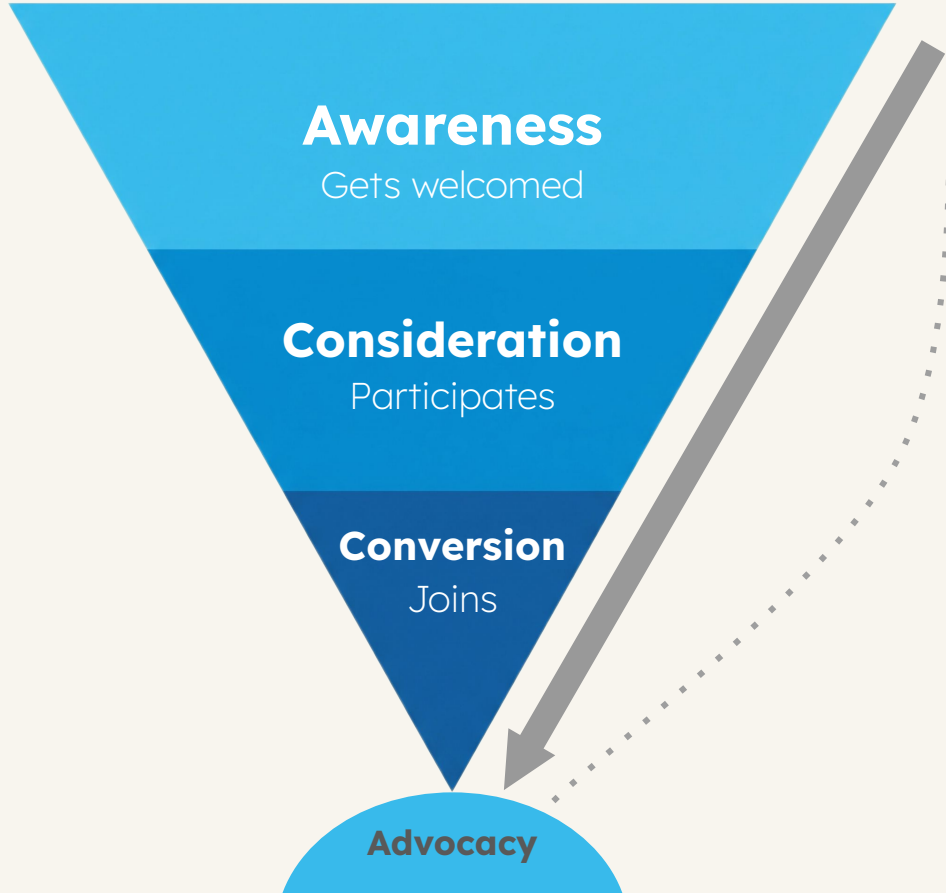 Awareness
Gets welcomed
Consideration
Participates
Conversion
Joins
Advocacy